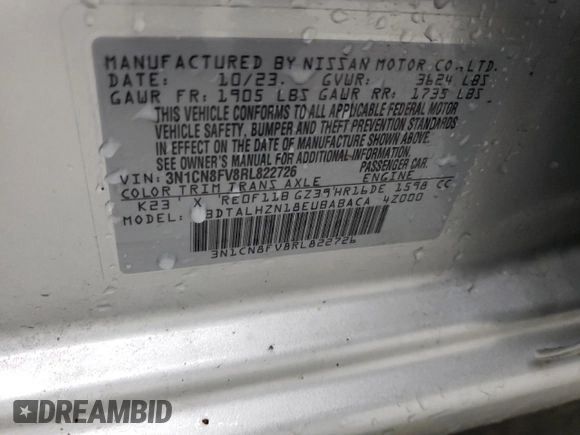 MANUFACTURED BY NISSAN MOTOR CO., LTD.
DATE: 10/23. GVWR: 3624 LBS
GAWR FR: 1905 LBS GAWR RR: 1735 LBS
THIS VEHICLE CONFORMS TO ALL APPLICABLE FEDERAL MOTOR
VEHICLE SAFETY, BUMPER AND THEFT PREVENTION STANDARDS
IN EFFECT ON THE DATE OF MANUFACTURE SHOWN ABOVE.
SEE OWNER'S MANUAL FOR ADDITIONAL INFORMATION.
VIN: 3N1CN8FV8RL822726 PASSENGER CAR
COLOR TRIM TRANS AXLE ENGINE
K23 X RE0F11B GZ39 HR16DE 1598 CC
MODEL: BDTALHZN18EUBABACA 4Z000
3N1CN8FV8RL822726
DREAMBID